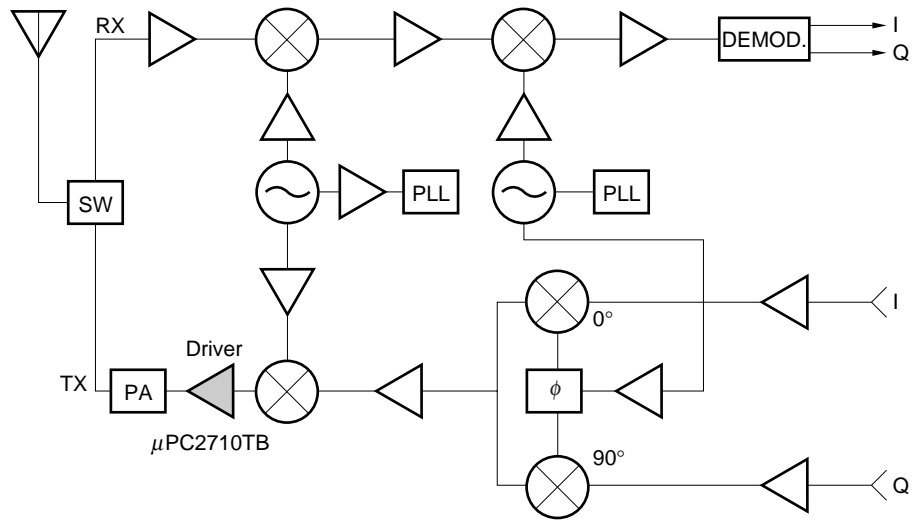 RX
DEMOD.
I
Q
SW
PLL
PLL
0°
I
Driver
TX
PA
ϕ
μPC2710TB
90°
Q